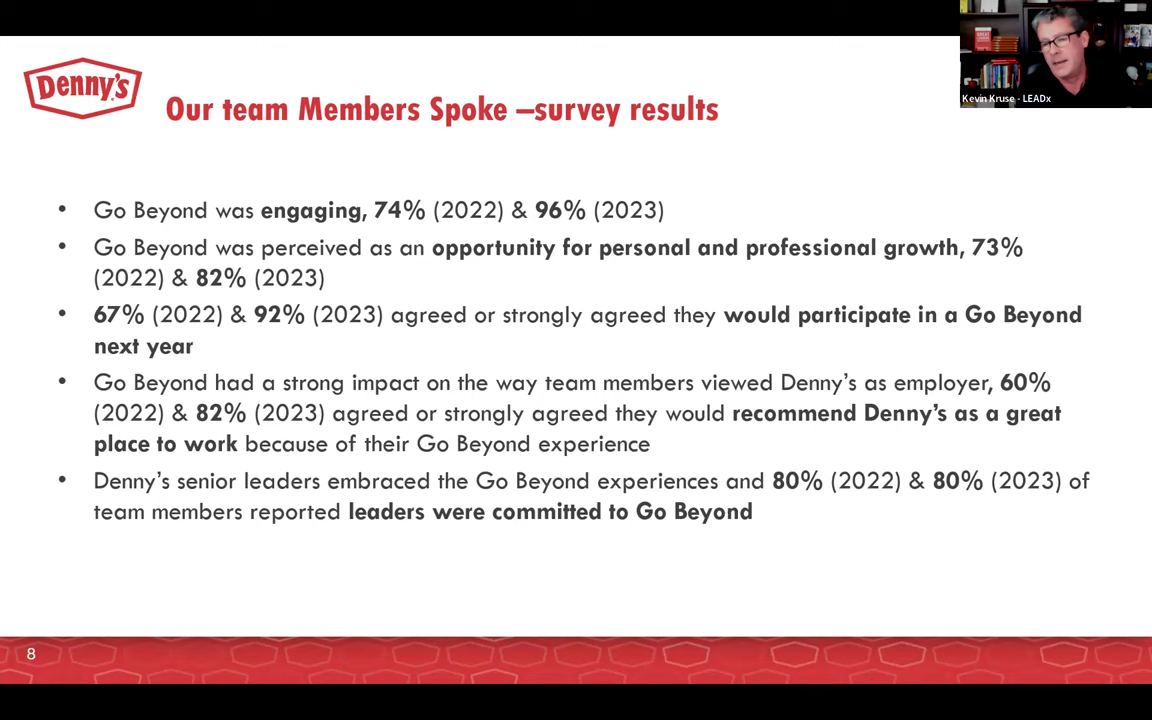 Denny's
Our team Members Spoke –survey results
Kevin Kruse - LEADx
• Go Beyond was engaging, 74% (2022) & 96% (2023)
• Go Beyond was perceived as an opportunity for personal and professional growth, 73%
(2022) & 82% (2023)
• 67% (2022) & 92% (2023) agreed or strongly agreed they would participate in a Go Beyond
next year
• Go Beyond had a strong impact on the way team members viewed Denny’s as employer, 60%
(2022) & 82% (2023) agreed or strongly agreed they would recommend Denny’s as a great
place to work because of their Go Beyond experience
• Denny’s senior leaders embraced the Go Beyond experiences and 80% (2022) & 80% (2023) of
team members reported leaders were committed to Go Beyond
8